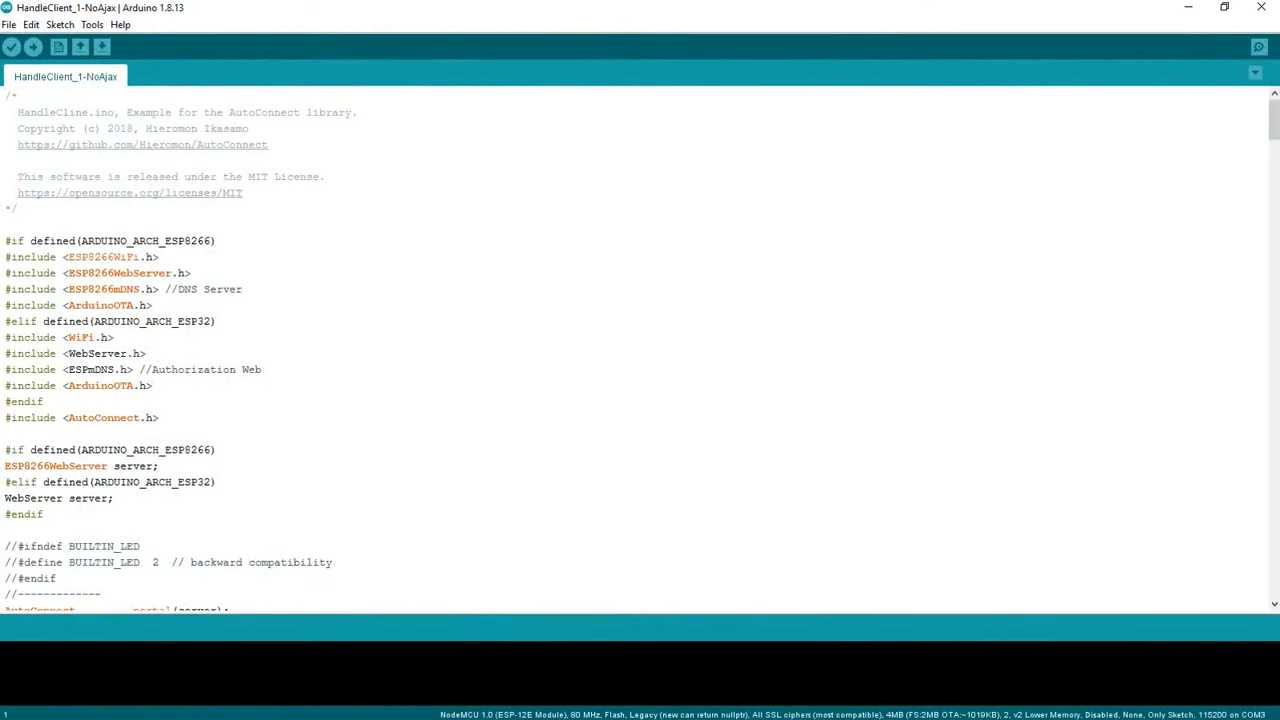 HandleClient_1-NoAjax | Arduino 1.8.13
File Edit Sketch Tools Help
HandleClient_1-NoAjax
/*
HandleCline.ino, Example for the AutoConnect library.
Copyright (c) 2018, Hieromon Ikasamo
https://github.com/Hieromon/AutoConnect
This software is released under the MIT License.
https://opensource.org/licenses/MIT
*/
#if defined(ARDUINO_ARCH_ESP8266)
#include <ESP8266WiFi.h>
#include <ESP8266WebServer.h>
#include <ESP8266mDNS.h> //DNS Server
#include <ArduinoOTA.h>
#elif defined(ARDUINO_ARCH_ESP32)
#include <WiFi.h>
#include <WebServer.h>
#include <ESPmDNS.h> //Authorization Web
#include <ArduinoOTA.h>
#endif
#include <AutoConnect.h>
#if defined(ARDUINO_ARCH_ESP8266)
ESP8266WebServer server;
#elif defined(ARDUINO_ARCH_ESP32)
WebServer server;
#endif
//#ifndef BUILTIN_LED
//#define BUILTIN_LED 2 // backward compatibility
//#endif
//-------------
AutoConnect portal(server);
1 NodeMCU 1.0 (ESP-12E Module), 80 MHz, Flash, Legacy (new can return nullptr), All SSL ciphers (most compatible), 4MB (FS:2MB OTA:~1019KB), 2, v2 Lower Memory, Disabled, None, Only Sketch, 115200 on COM3